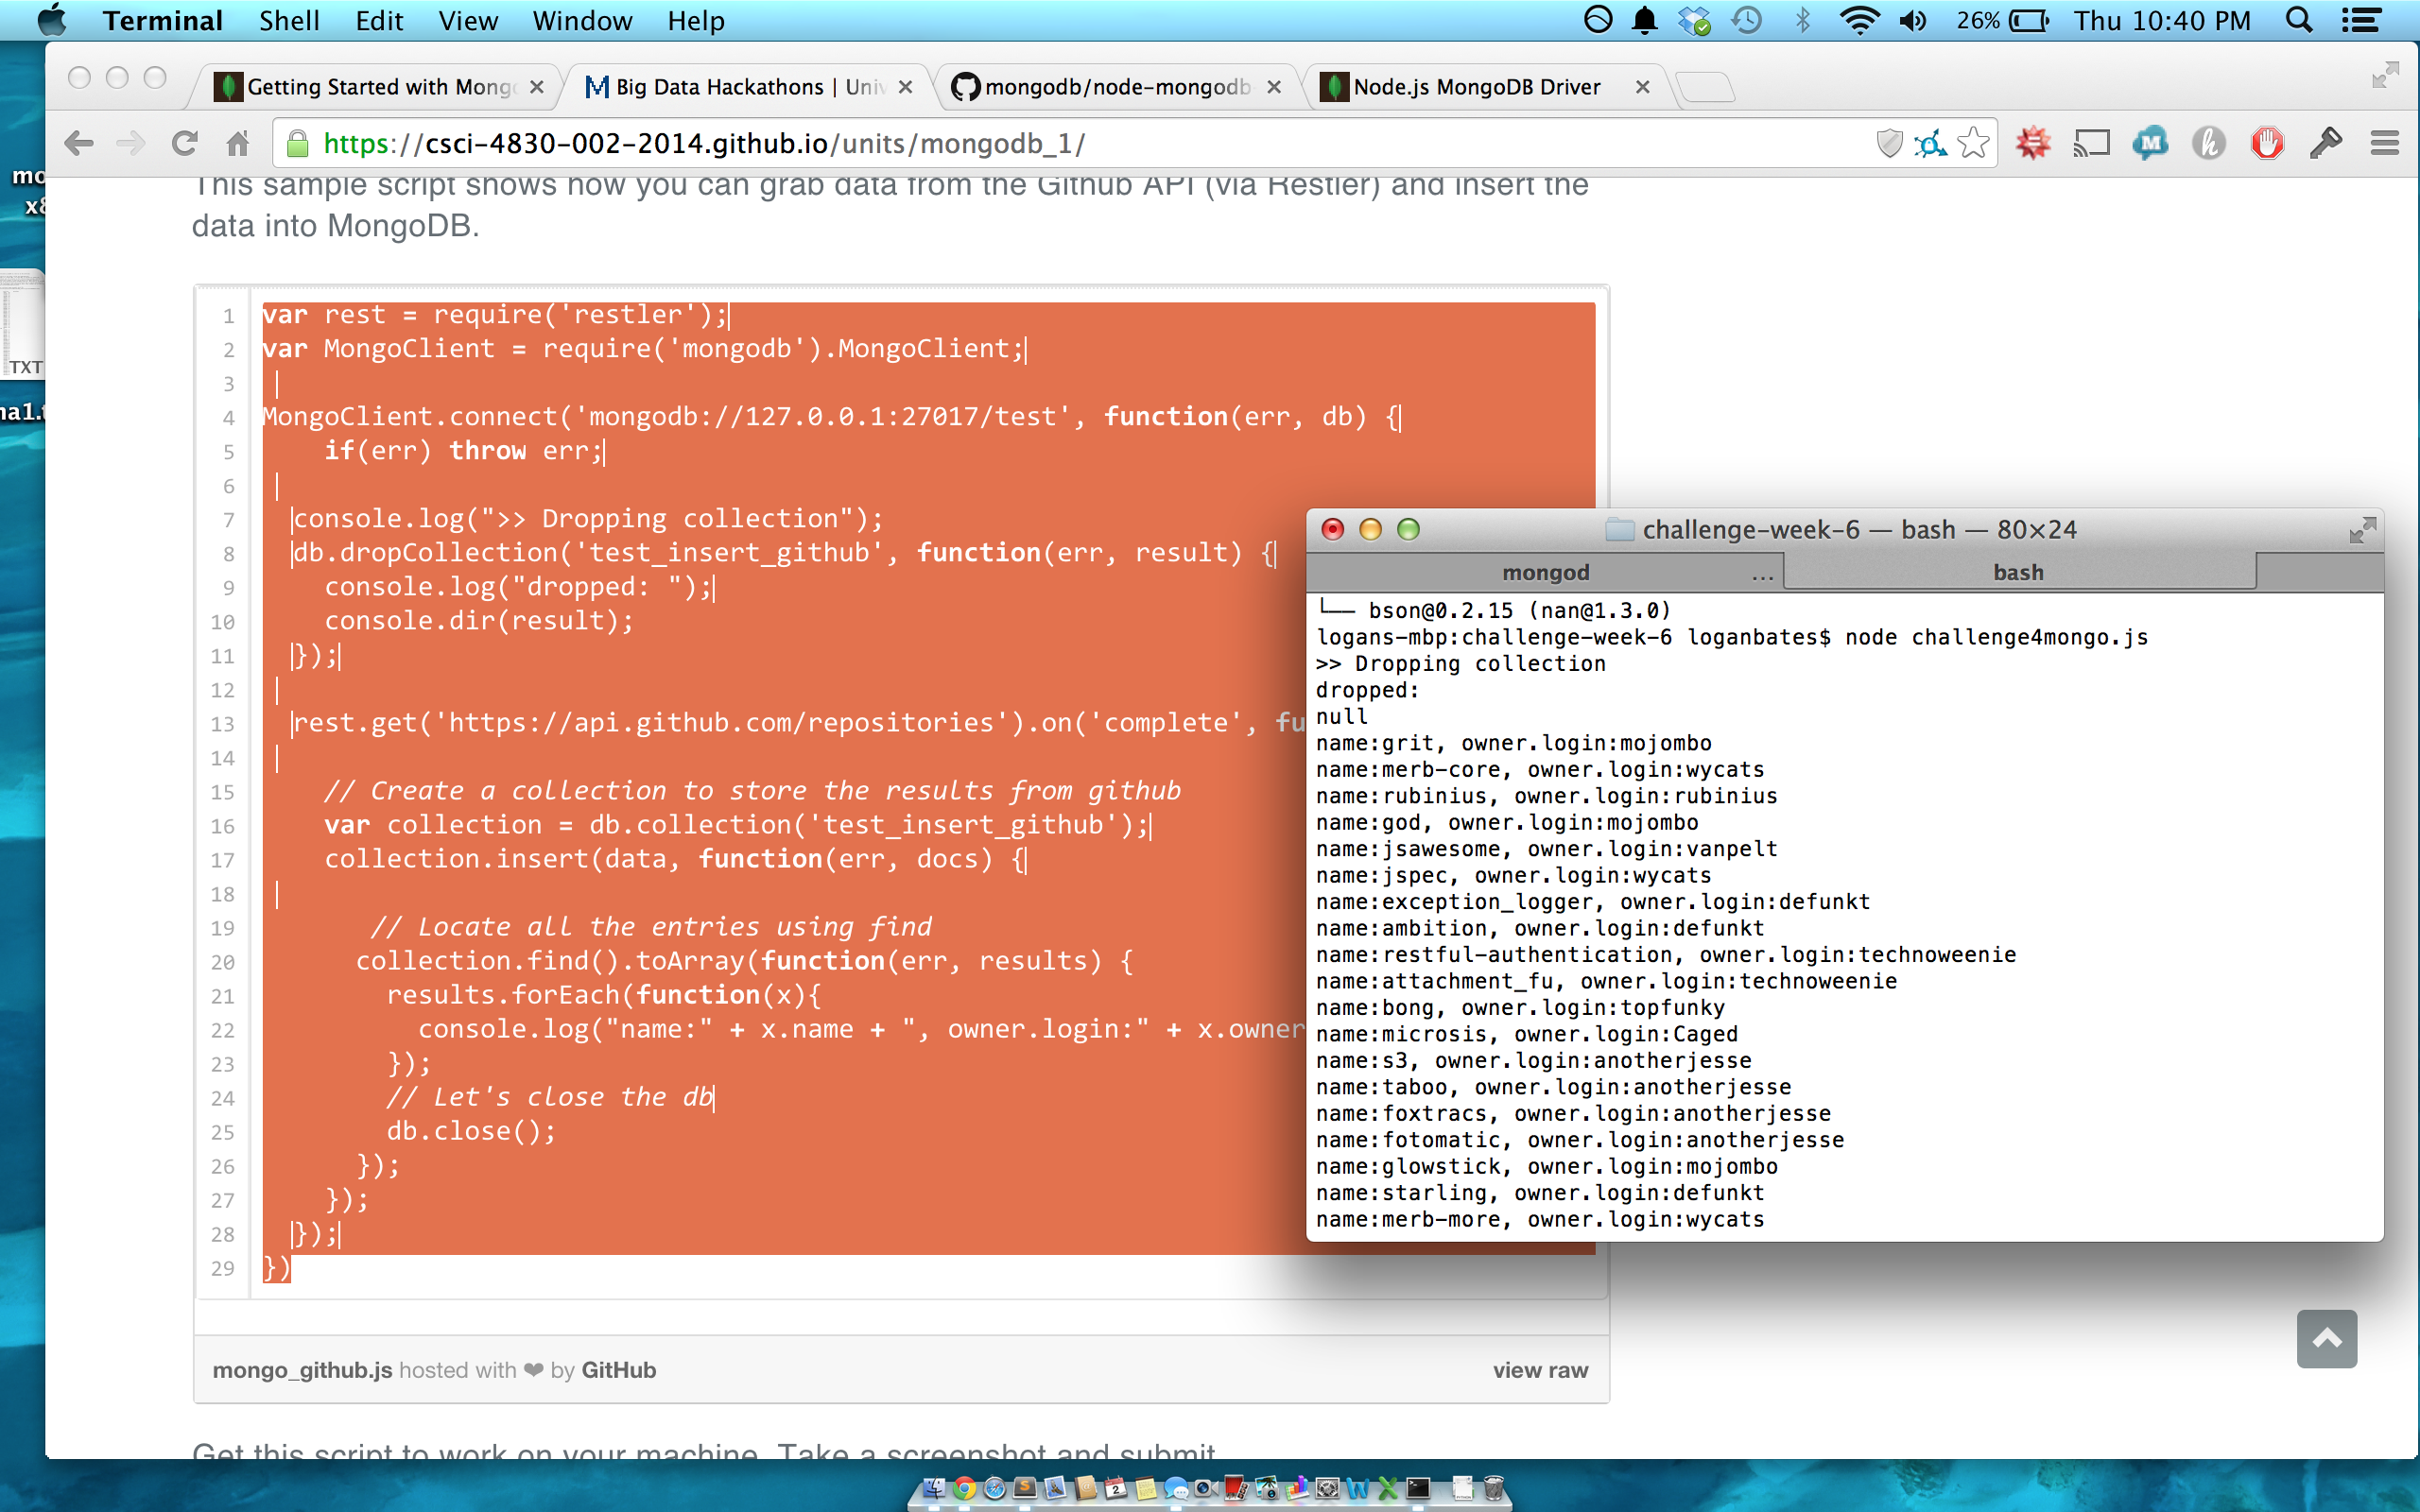 Terminal Shell Edit View Window Help 26% Thu 10:40 PM
Getting Started with Mong Big Data Hackathons | Univ mongodb/node-mongodb Node.js MongoDB Driver
https://csci-4830-002-2014.github.io/units/mongodb_1/
This sample script shows how you can grab data from the Github API (via Restler) and insert the
data into MongoDB.
1 var rest = require('restler');
2 var MongoClient = require('mongodb').MongoClient;
3
4 MongoClient.connect('mongodb://127.0.0.1:27017/test', function(err, db) {
5 if(err) throw err;
6
7 console.log(">> Dropping collection");
8 db.dropCollection('test_insert_github', function(err, result) {
9 console.log("dropped: ");
10 console.dir(result);
11 });
12
13 rest.get('https://api.github.com/repositories').on('complete', fu
14
15 // Create a collection to store the results from github
16 var collection = db.collection('test_insert_github');
17 collection.insert(data, function(err, docs) {
18
19 // Locate all the entries using find
20 collection.find().toArray(function(err, results) {
21 results.forEach(function(x){
22 console.log("name:" + x.name + ", owner.login:" + x.owner
23 });
24 // Let's close the db
25 db.close();
26 });
27 });
28 });
29 })
mongo_github.js hosted with ❤ by GitHub view raw
Get this script to work on your machine. Take a screenshot and submit
challenge-week-6 — bash — 80×24
mongod ... bash
└── bson@0.2.15 (nan@1.3.0)
logans-mbp:challenge-week-6 loganbates$ node challenge4mongo.js
>> Dropping collection
dropped:
null
name:grit, owner.login:mojombo
name:merb-core, owner.login:wycats
name:rubinius, owner.login:rubinius
name:god, owner.login:mojombo
name:jsawesome, owner.login:vanpelt
name:jspec, owner.login:wycats
name:exception_logger, owner.login:defunkt
name:ambition, owner.login:defunkt
name:restful-authentication, owner.login:technoweenie
name:attachment_fu, owner.login:technoweenie
name:bong, owner.login:topfunky
name:microsis, owner.login:Caged
name:s3, owner.login:anotherjesse
name:taboo, owner.login:anotherjesse
name:foxtracs, owner.login:anotherjesse
name:fotomatic, owner.login:anotherjesse
name:glowstick, owner.login:mojombo
name:starling, owner.login:defunkt
name:merb-more, owner.login:wycats
mo
x8
TXT
na1.t